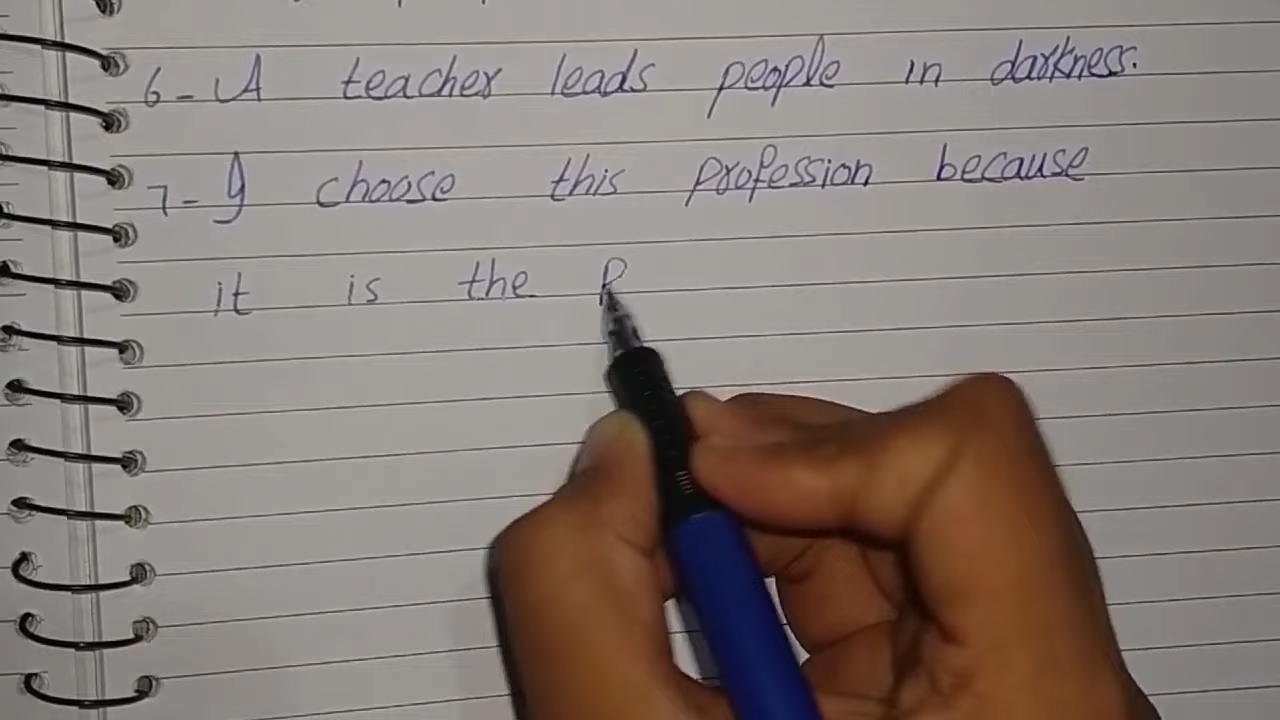 6- A teacher leads people in darkness.
7- I choose this profession because
it is the P